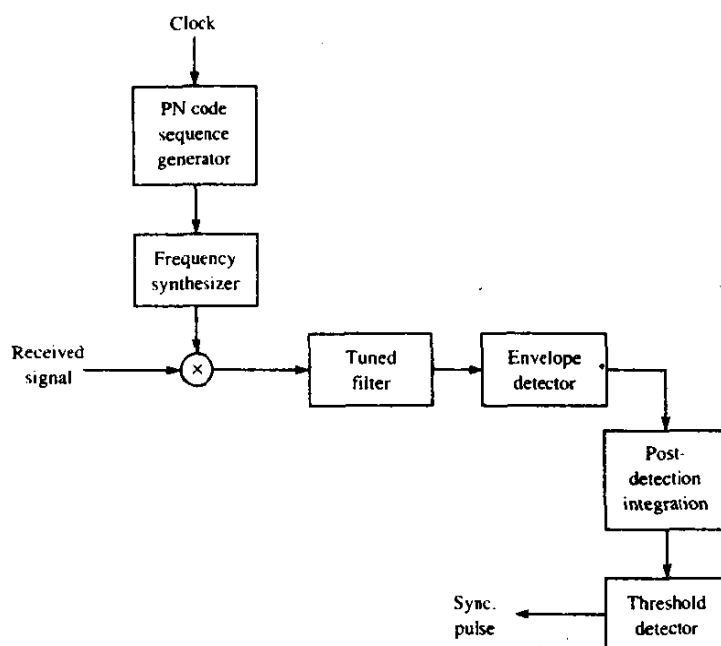 Clock
PN code
sequence
generator
Frequency
synthesizer
Received
signal
×
Tuned
filter
Envelope
detector
Post-
detection
integration
Sync.
pulse
Threshold
detector